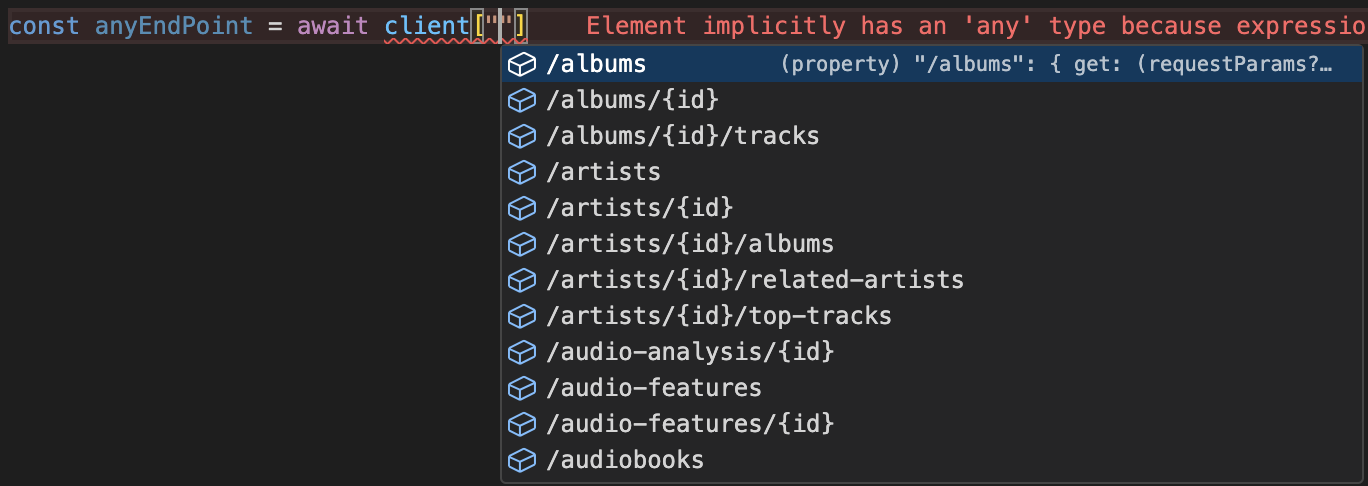 const anyEndPoint = await client[""] Element implicitly has an 'any' type because expressio
/albums (property) "/albums": { get: (requestParams?…
/albums/{id}
/albums/{id}/tracks
/artists
/artists/{id}
/artists/{id}/albums
/artists/{id}/related-artists
/artists/{id}/top-tracks
/audio-analysis/{id}
/audio-features
/audio-features/{id}
/audiobooks